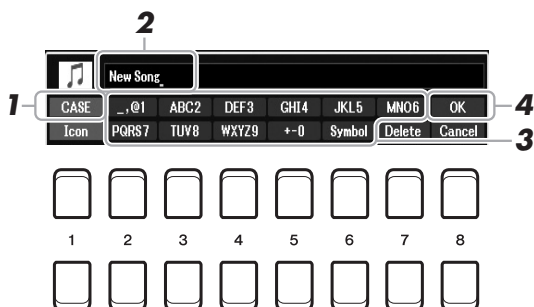 2
New Song_
1 CASE _,@1 ABC2 DEF3 GHI4 JKL5 MNO6 OK 4
Icon PQRS7 TUV8 WXYZ9 +-0 Symbol Delete Cancel 3
1 2 3 4 5 6 7 8